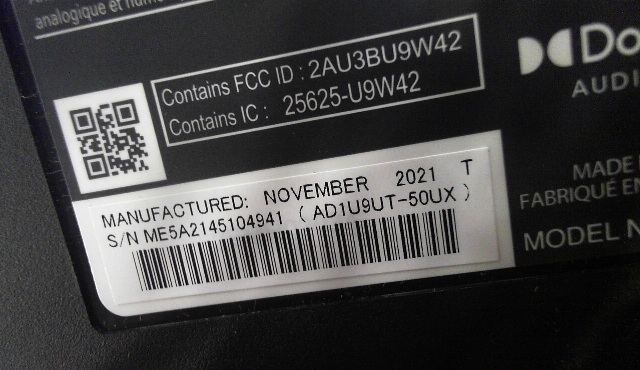 analogique et num
Contains FCC ID : 2AU3BU9W42
Contains IC : 25625-U9W42
Do
AUDI
MADE
FABRIQUÉ EN
MODEL N
MANUFACTURED: NOVEMBER 2021 T
S/N ME5A2145104941 ( AD1U9UT-50UX )